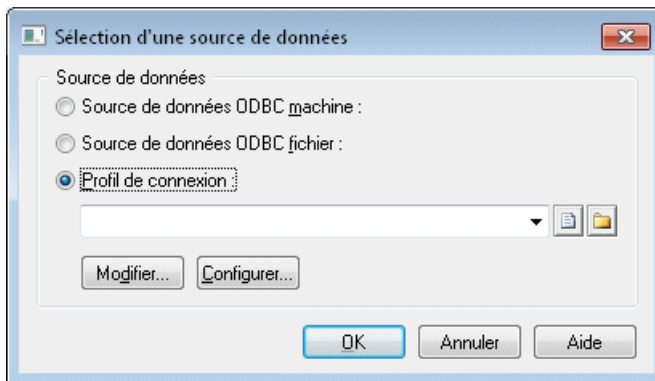 Sélection d'une source de données
Source de données
Source de données ODBC machine :
Source de données ODBC fichier :
Profil de connexion :
Modifier... Configurer...
OK Annuler Aide